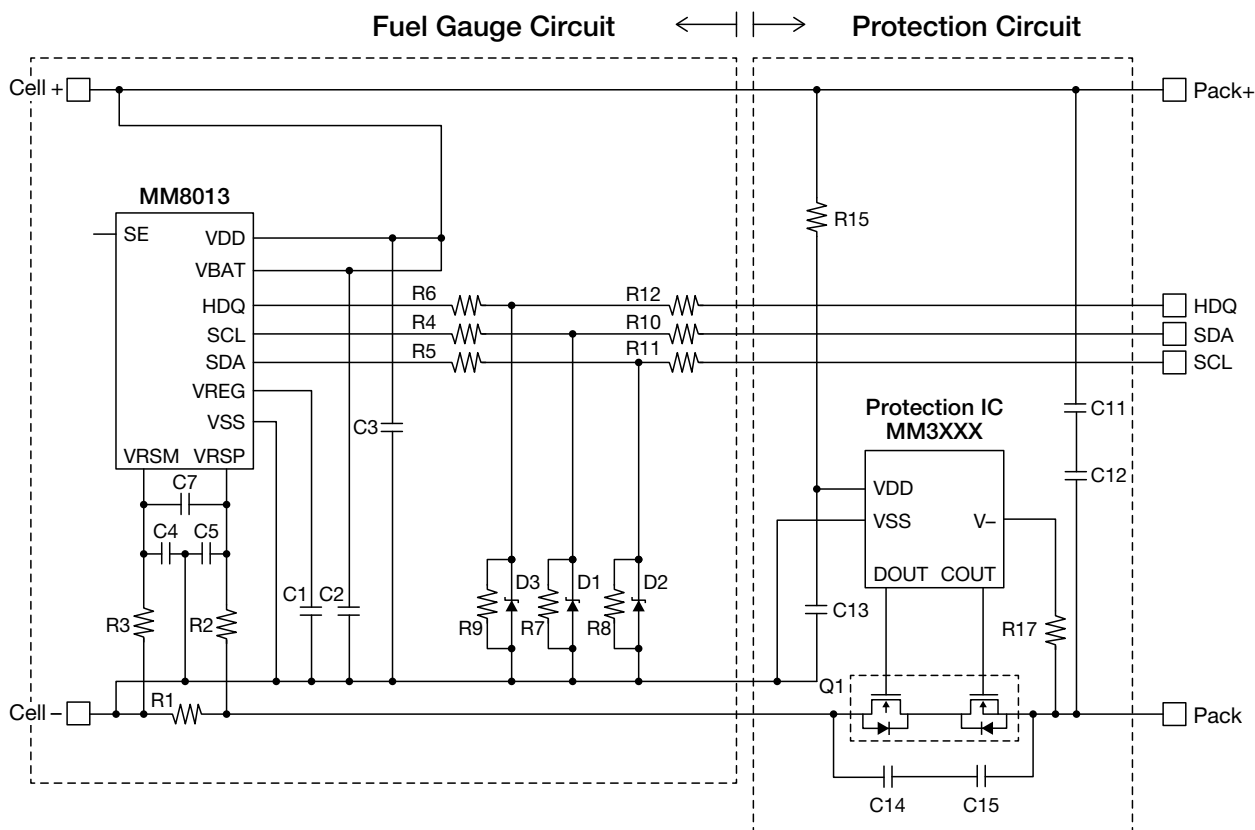 Fuel Gauge Circuit
Protection Circuit
Cell +
Pack+
MM8013
SE
VDD
R15
VBAT
HDQ
R6
R12
HDQ
SCL
R4
R10
SDA
SDA
R5
R11
SCL
VREG
VSS
C3
Protection IC
MM3XXX
C11
VRSM
VRSP
C7
C12
VDD
VSS
V–
C4
C5
DOUT
COUT
C1
C2
D3
D1
D2
C13
R3
R2
R9
R7
R8
R17
Q1
R1
Cell –
Pack
C14
C15